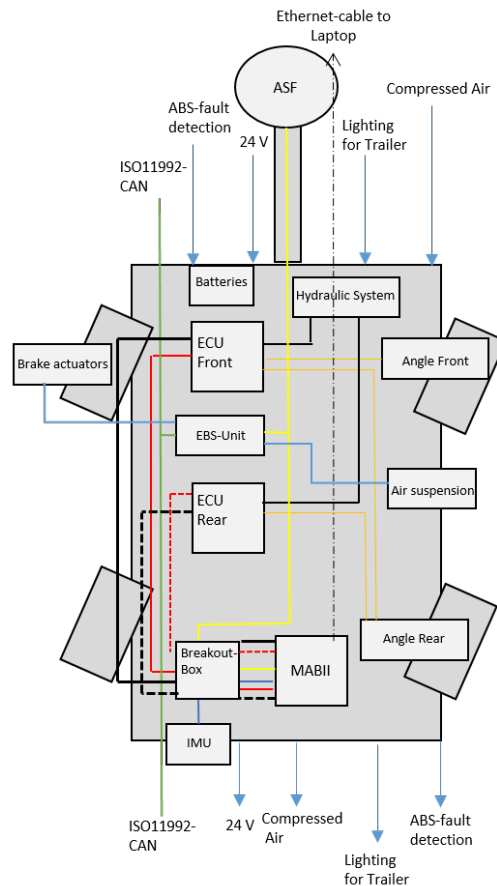 Ethernet-cable to
Laptop
ASF
Compressed Air
ABS-fault
detection
24 V
Lighting
for Trailer
ISO11992-
CAN
Batteries
Hydraulic System
ECU
Front
Brake actuators
Angle Front
EBS-Unit
ECU
Rear
Air suspension
Breakout-
Box
MABII
Angle Rear
IMU
ISO11992-
CAN
24 V
Compressed
Air
ABS-fault
detection
Lighting
for Trailer